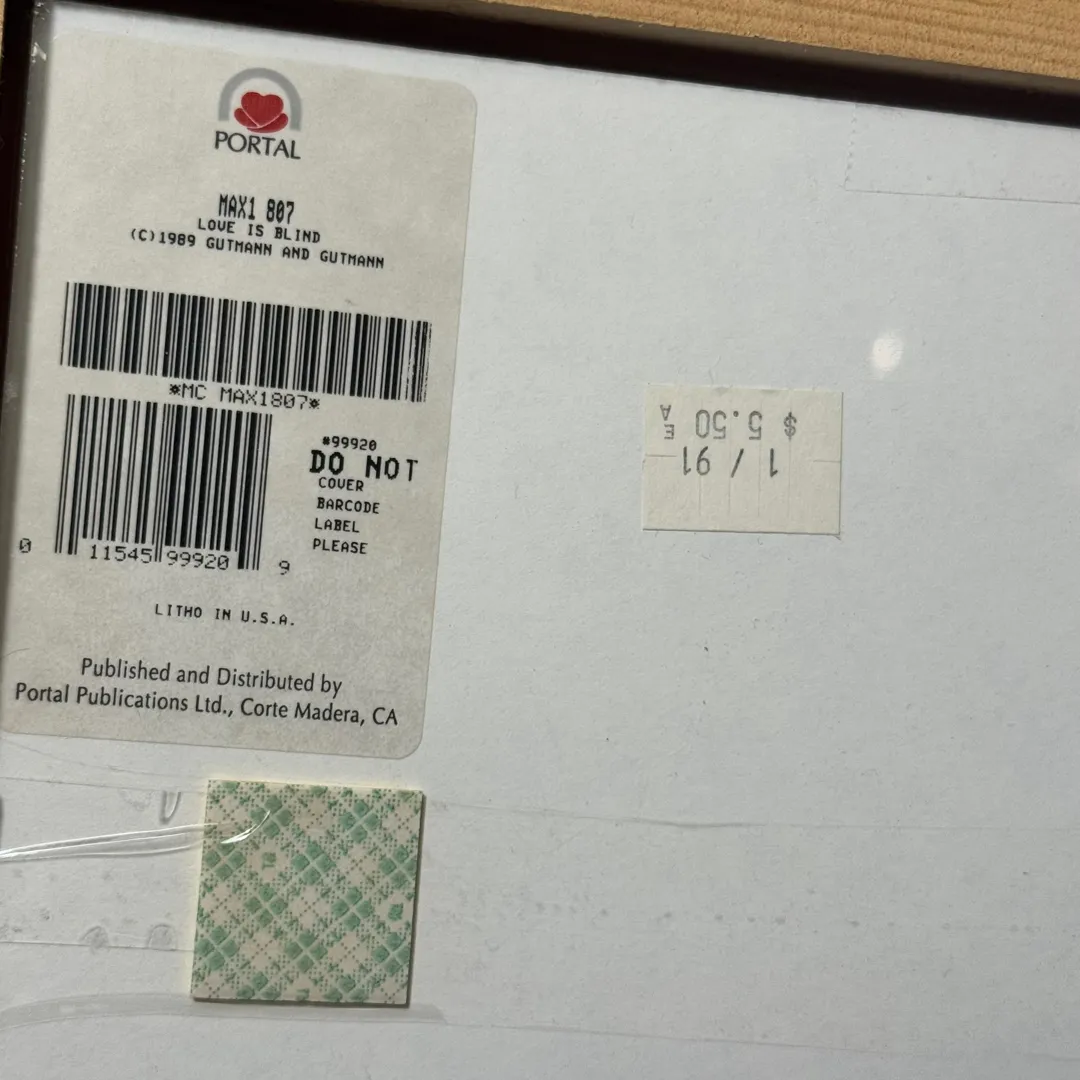 PORTAL
MAX1 807
LOVE IS BLIND
(C)1989 GUTMANN AND GUTMANN
*MC MAX1807*
#99920
DO NOT
COVER
BARCODE
LABEL
PLEASE
0 11545 99920 9
LITHO IN U.S.A.
Published and Distributed by
Portal Publications Ltd., Corte Madera, CA
1 / 91
$ 5.50 EA